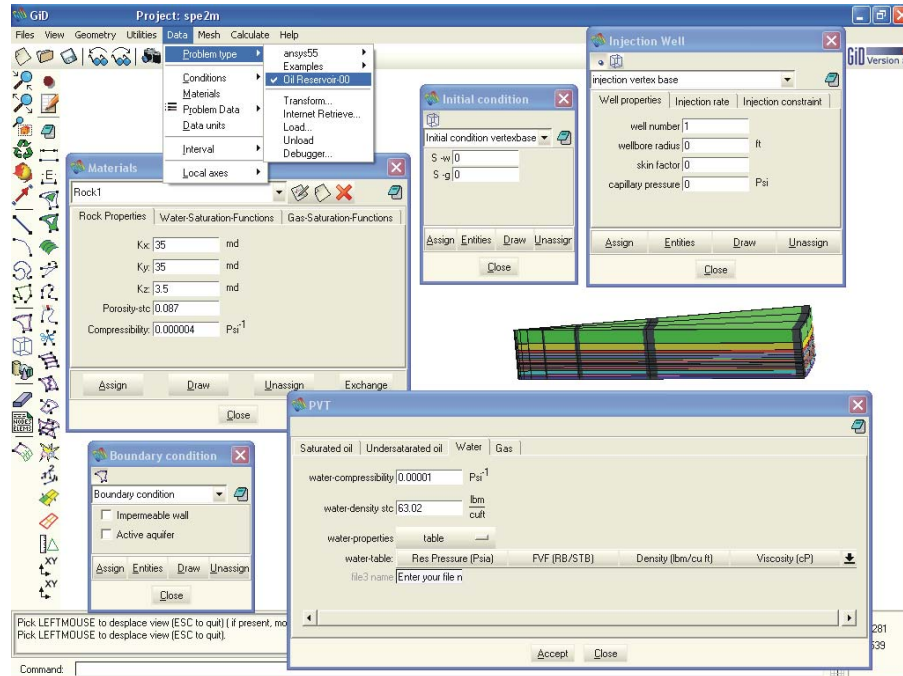 GiD Project: spe2m
Files View Geometry Utilities Data Mesh Calculate Help
GiD Version
Problem type
Conditions
Materials
Problem Data
Data units
Interval
Local axes
ansys55
Examples
Oil Reservoir-00
Transform...
Internet Retrieve...
Load...
Unload
Debugger...
Materials
Rock1
Rock Properties Water-Saturation-Functions Gas-Saturation-Functions
Kx: 35 md
Ky: 35 md
Kz: 3.5 md
Porosity-stc 0.087
Compressibility: 0.000004 Psi-1
Assign Draw Unassign Exchange
Close
Initial condition
Initial condition vertexbase
S -w 0
S -g 0
Assign Entities Draw Unassign
Close
Injection Well
injection vertex base
Well properties Injection rate Injection constraint
well number 1
wellbore radius 0 ft
skin factor 0
capillary pressure 0 Psi
Assign Entities Draw Unassign
Close
Boundary condition
Boundary condition
Impermeable wall
Active aquifer
Assign Entities Draw Unassign
Close
PVT
Saturated oil Undersatarated oil Water Gas
water-compressibility 0.00001 Psi-1
water-density stc 63.02 lbm
cuft
water-properties table
water-table: Res Pressure (Psia) FVF (RB/STB) Density (lbm/cu ft) Viscosity (cP)
file3 name Enter your file n
Accept Close
Pick LEFTMOUSE to desplace view (ESC to quit) ( if present, mo
Pick LEFTMOUSE to desplace view (ESC to quit).
281
539
Command: